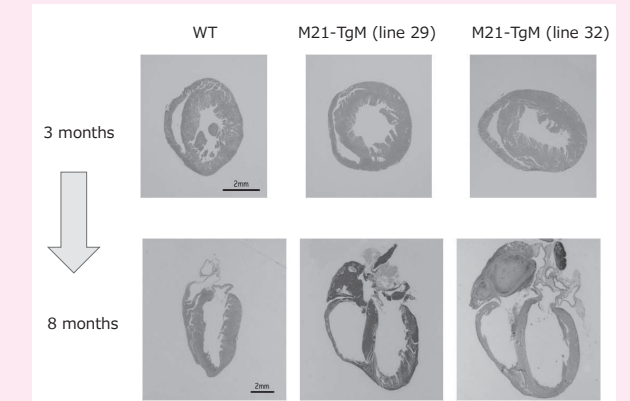 WT M21-TgM (line 29) M21-TgM (line 32)
3 months
2mm
8 months
2mm